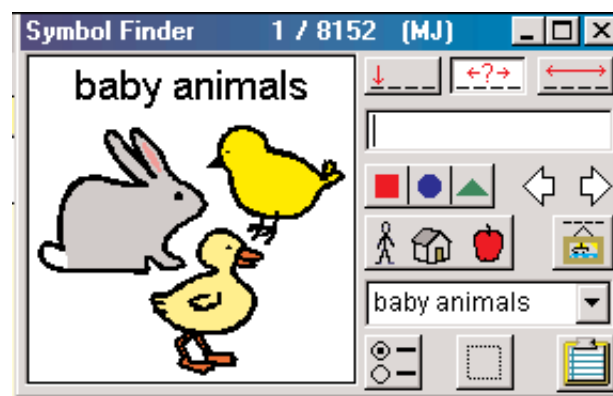 Symbol Finder 1 / 8152 (MJ)
baby animals
←?→
baby animals